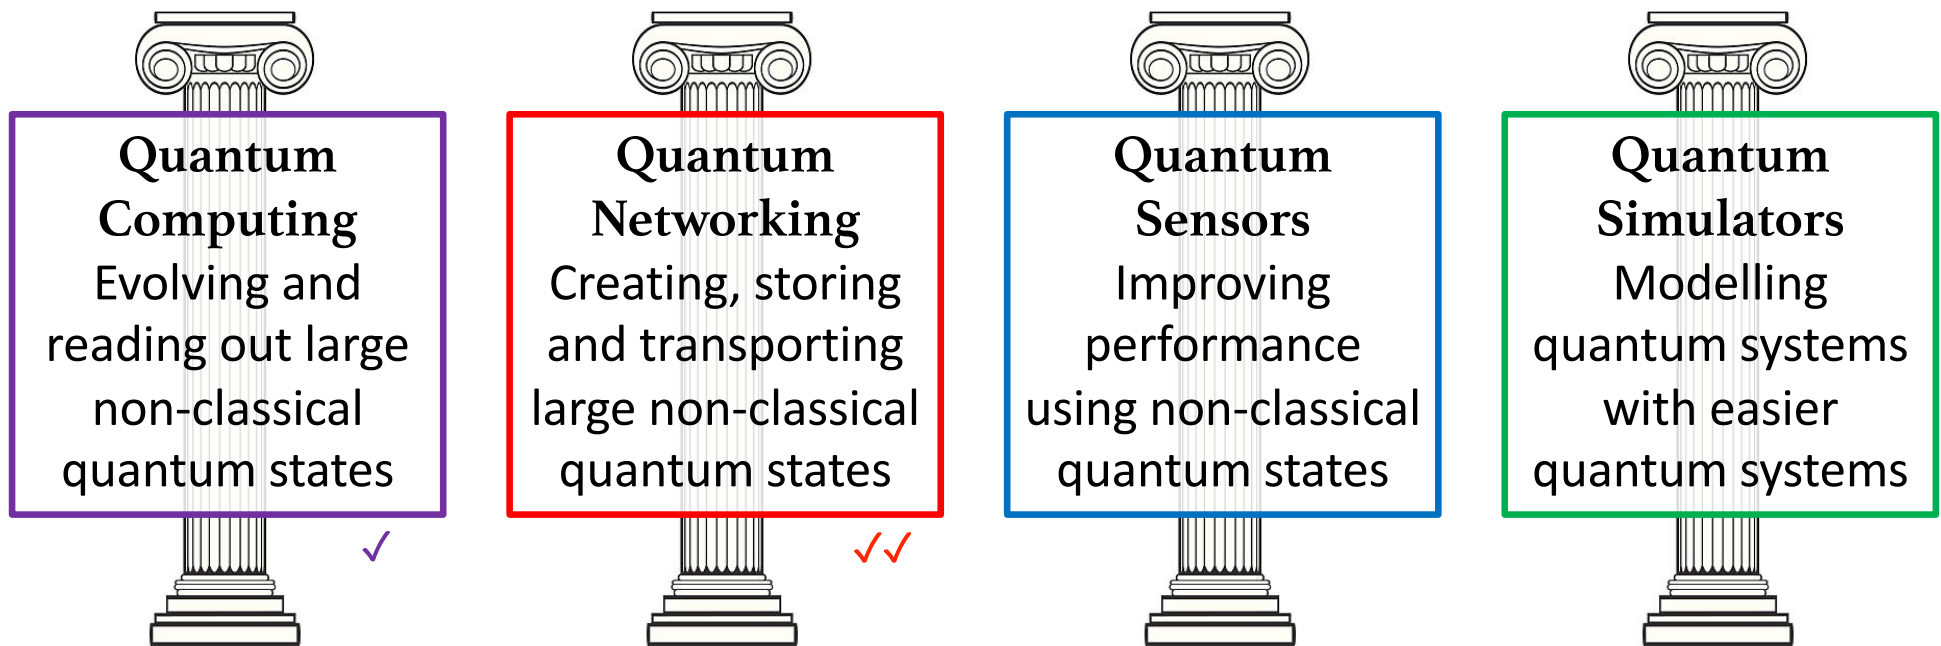 Quantum
Computing
Evolving and
reading out large
non-classical
quantum states
✓
Quantum
Networking
Creating, storing
and transporting
large non-classical
quantum states
✓✓
Quantum
Sensors
Improving
performance
using non-classical
quantum states
Quantum
Simulators
Modelling
quantum systems
with easier
quantum systems